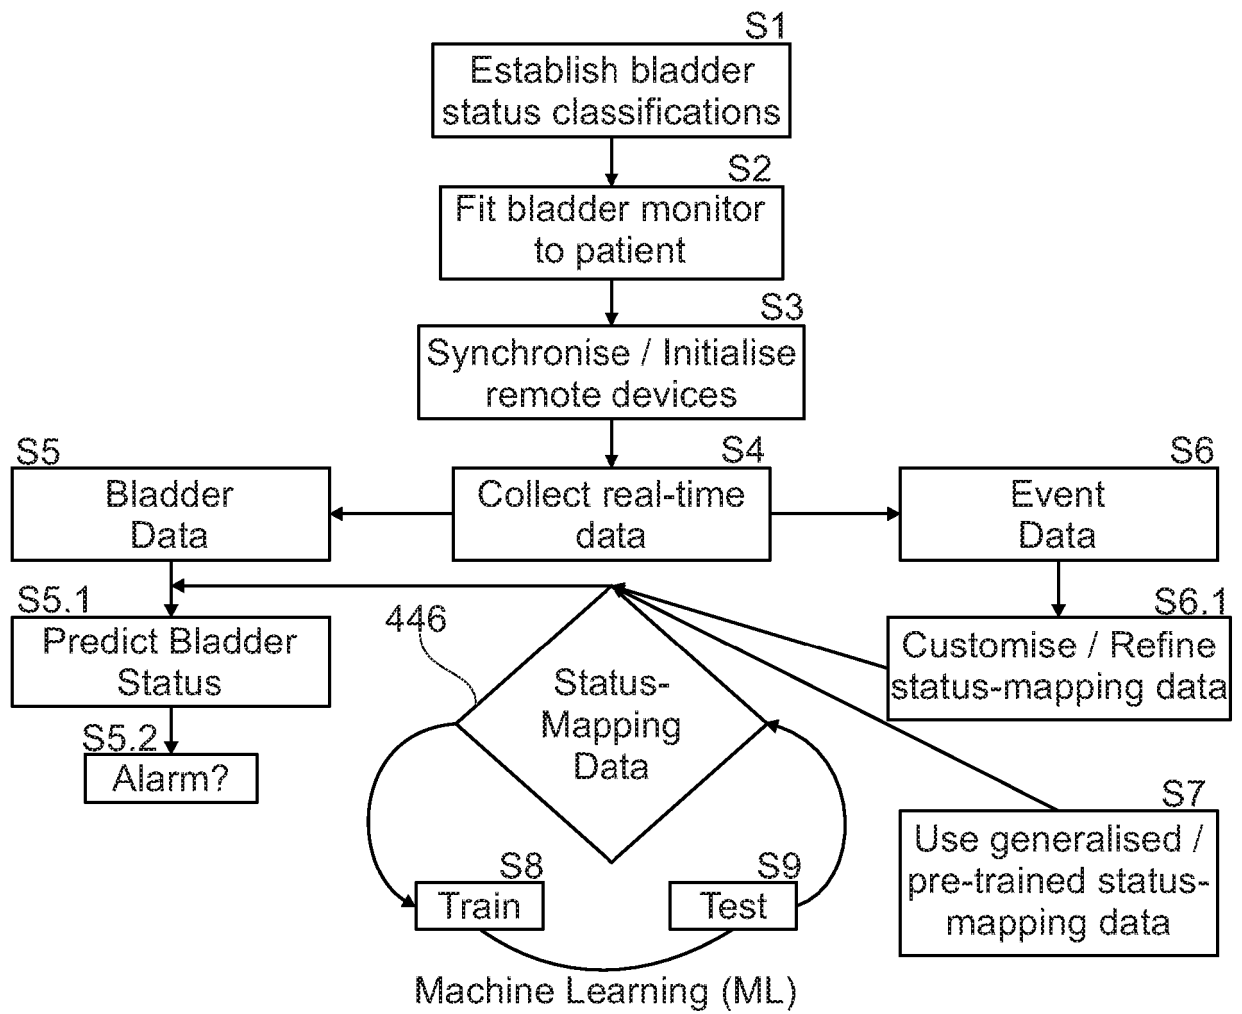 S1
Establish bladder
status classifications
S2
Fit bladder monitor
to patient
S3
Synchronise / Initialise
remote devices
S5
Bladder
Data
S4
Collect real-time
data
S6
Event
Data
S5.1
Predict Bladder
Status
446
Status-
Mapping
Data
S6.1
Customise / Refine
status-mapping data
S5.2
Alarm?
S7
Use generalised /
pre-trained status-
mapping data
S8
Train
S9
Test
Machine Learning (ML)